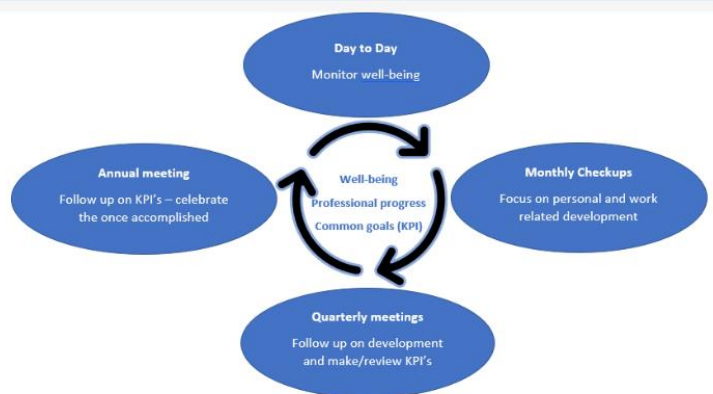 Day to Day
Monitor well-being
Annual meeting
Follow up on KPI's – celebrate
the once accomplished
Well-being
Professional progress
Common goals (KPI)
Monthly Checkups
Focus on personal and work
related development
Quarterly meetings
Follow up on development
and make/review KPI's